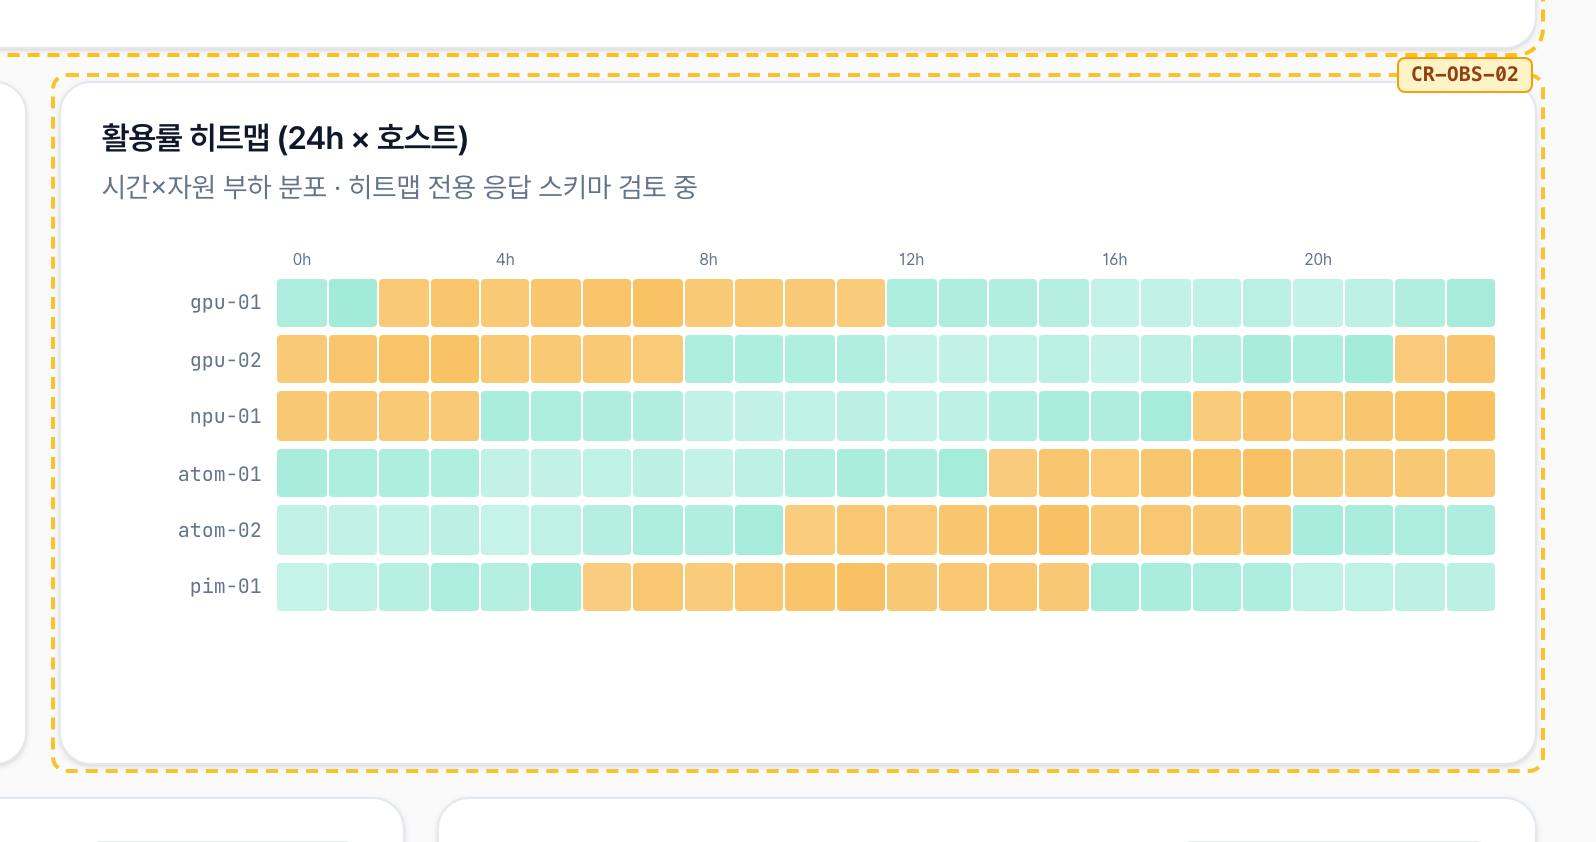 CR-OBS-02
활용률 히트맵 (24h × 호스트)
시간×자원 부하 분포 · 히트맵 전용 응답 스키마 검토 중
0h 4h 8h 12h 16h 20h
gpu-01
gpu-02
npu-01
atom-01
atom-02
pim-01